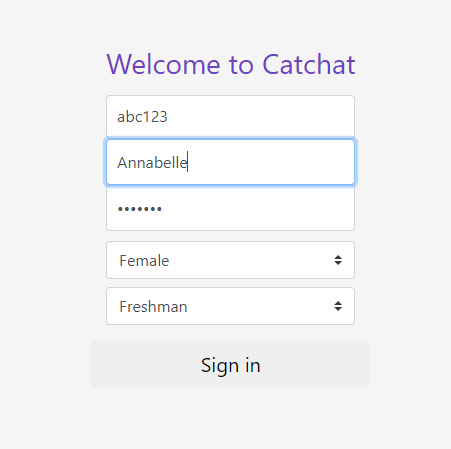 Welcome to Catchat
abc123
Annabelle
•••••••
Female
Freshman
Sign in